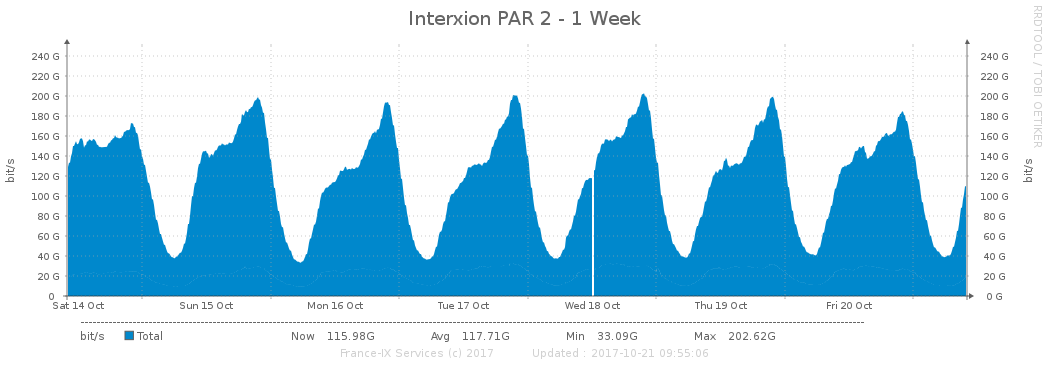 Interxion PAR 2 - 1 Week
RRDTOOL / TOBI OETIKER
240 G 240 G
220 G 220 G
200 G 200 G
180 G 180 G
160 G 160 G
140 G 140 G
120 G 120 G
100 G 100 G
80 G 80 G
60 G 60 G
40 G 40 G
20 G 20 G
0 0 G
bit/s bit/s
Sat 14 Oct Sun 15 Oct Mon 16 Oct Tue 17 Oct Wed 18 Oct Thu 19 Oct Fri 20 Oct
bit/s Total Now 115.98G Avg 117.71G Min 33.09G Max 202.62G
France-IX Services (c) 2017 Updated : 2017-10-21 09:55:06